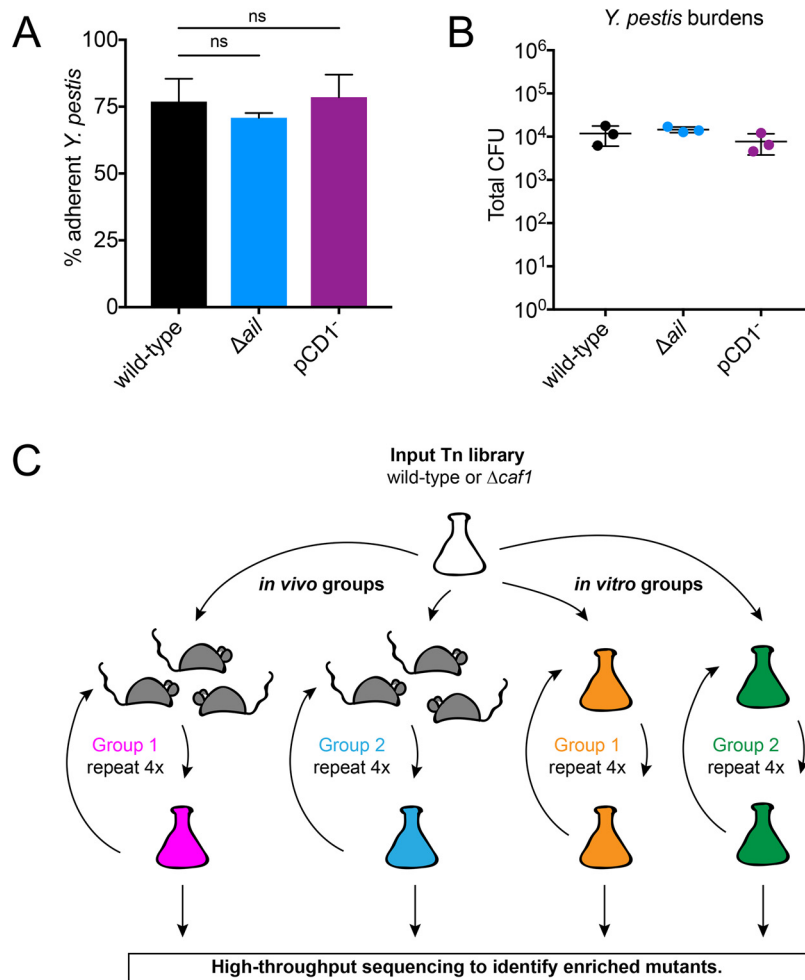 A
ns
ns
100
75
50
25
0
% adherent Y. pestis
wild-type
Δail
pCD1-
B
Y. pestis burdens
10⁶
10⁵
10⁴
10³
10²
10¹
10⁰
Total CFU
wild-type
Δail
pCD1⁻
C
Input Tn library
wild-type or Δcaf1
in vivo groups
in vitro groups
Group 1
repeat 4x
Group 2
repeat 4x
Group 1
repeat 4x
Group 2
repeat 4x
High-throughput sequencing to identify enriched mutants.